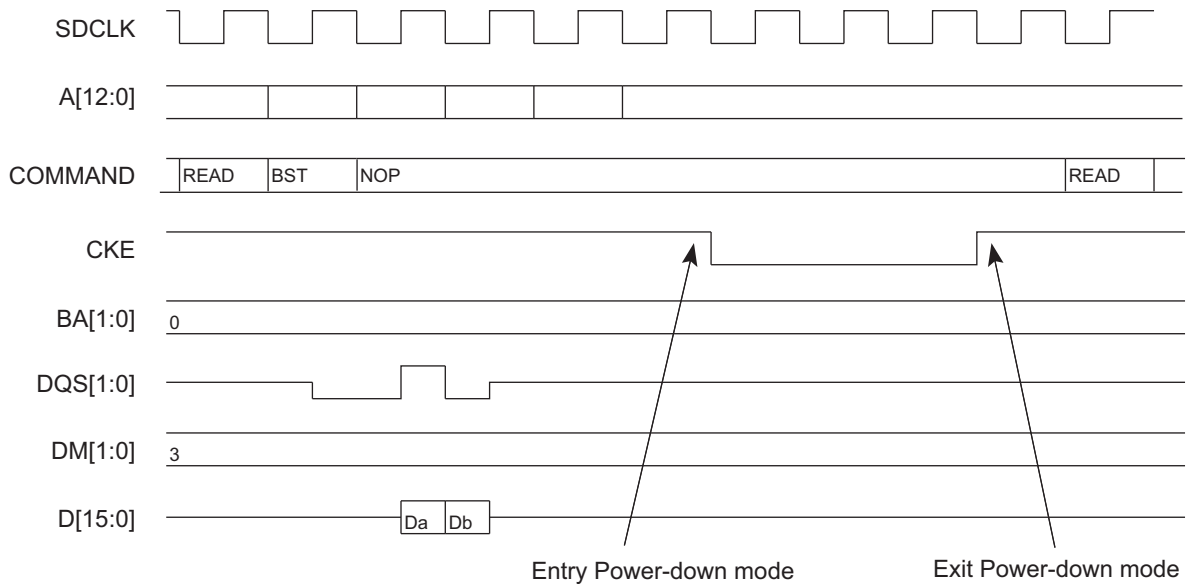 SDCLK
A[12:0]
COMMAND READ BST NOP READ
CKE
BA[1:0] 0
DQS[1:0]
DM[1:0] 3
D[15:0] Da Db
Entry Power-down mode Exit Power-down mode